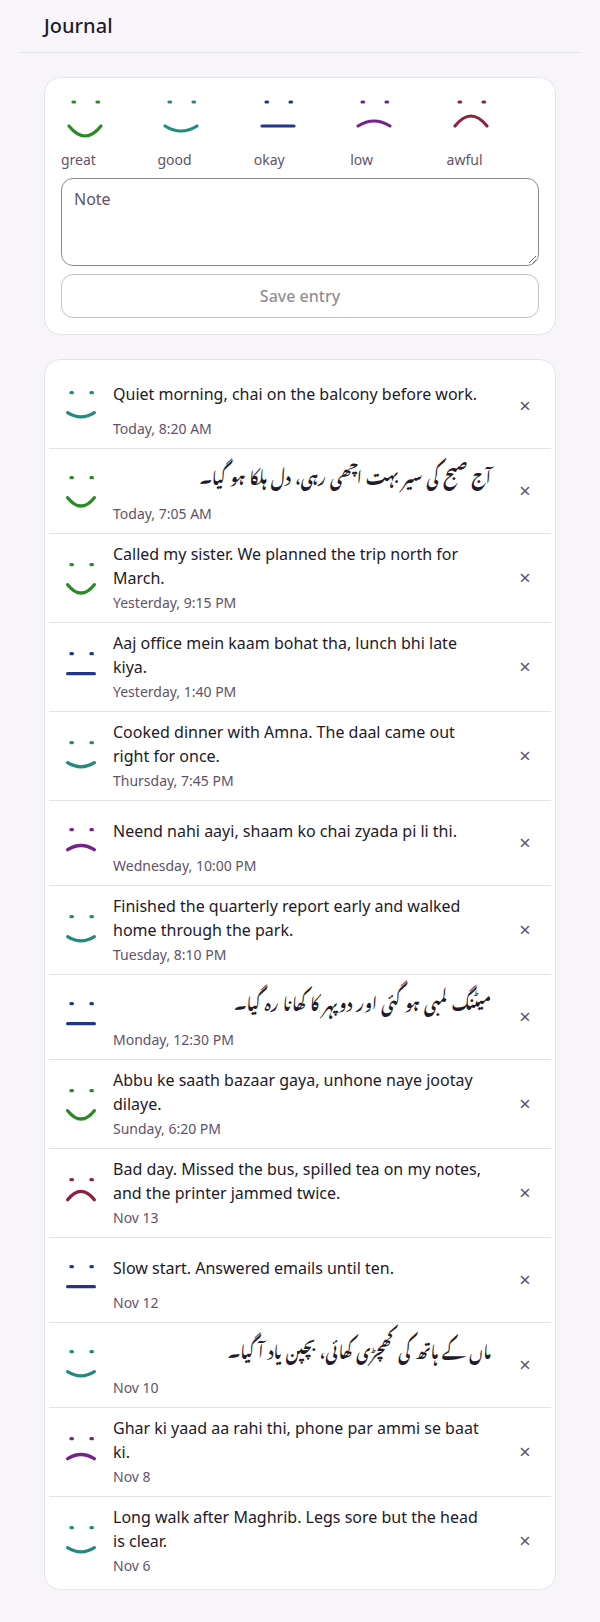 Journal
great good okay low awful
Note
Save entry
Quiet morning, chai on the balcony before work.
Today, 8:20 AM
آج صبح کی سیر بہت اچھی رہی، دل ہلکا ہو گیا۔
Today, 7:05 AM
Called my sister. We planned the trip north for
March.
Yesterday, 9:15 PM
Aaj office mein kaam bohat tha, lunch bhi late
kiya.
Yesterday, 1:40 PM
Cooked dinner with Amna. The daal came out
right for once.
Thursday, 7:45 PM
Neend nahi aayi, shaam ko chai zyada pi li thi.
Wednesday, 10:00 PM
Finished the quarterly report early and walked
home through the park.
Tuesday, 8:10 PM
میٹنگ لمبی ہو گئی اور دوپہر کا کھانا رہ گیا۔
Monday, 12:30 PM
Abbu ke saath bazaar gaya, unhone naye jootay
dilaye.
Sunday, 6:20 PM
Bad day. Missed the bus, spilled tea on my notes,
and the printer jammed twice.
Nov 13
Slow start. Answered emails until ten.
Nov 12
ماں کے ہاتھ کی کھچڑی کھائی، بچپن یاد آ گیا۔
Nov 10
Ghar ki yaad aa rahi thi, phone par ammi se baat
ki.
Nov 8
Long walk after Maghrib. Legs sore but the head
is clear.
Nov 6